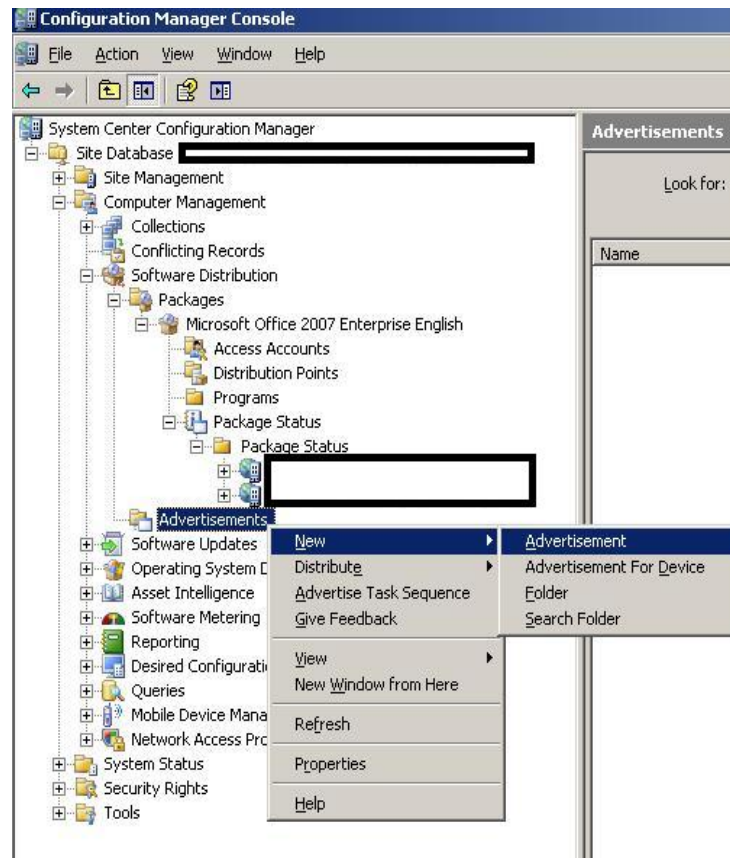 Configuration Manager Console
File Action View Window Help
System Center Configuration Manager
Advertisements
Site Database
Site Management
Look for:
Computer Management
Collections
Conflicting Records
Name
Software Distribution
Packages
Microsoft Office 2007 Enterprise English
Access Accounts
Distribution Points
Programs
Package Status
Package Status
Advertisements
Software Updates
Operating System D
Asset Intelligence
Software Metering
Reporting
Desired Configurati
Queries
Mobile Device Mana
Network Access Pro
System Status
Security Rights
Tools
New
Distribute
Advertise Task Sequence
Give Feedback
View
New Window from Here
Refresh
Properties
Help
Advertisement
Advertisement For Device
Folder
Search Folder